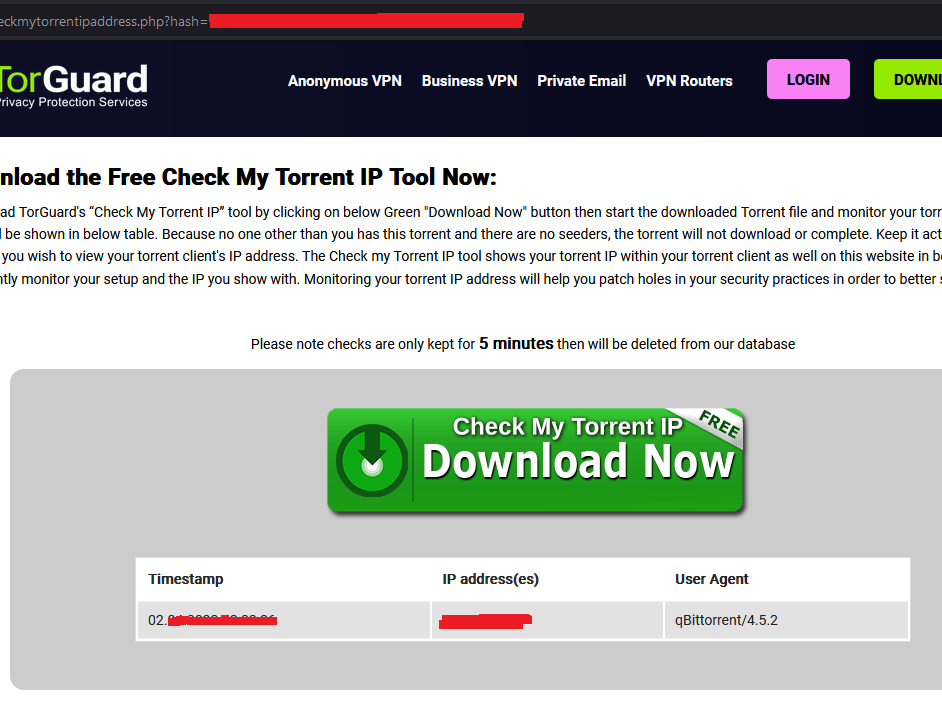 eckmytorrentipaddress.php?hash=
TorGuard
Privacy Protection Services
Anonymous VPN Business VPN Private Email VPN Routers LOGIN DOWNL
nload the Free Check My Torrent IP Tool Now:
ad TorGuard's “Check My Torrent IP” tool by clicking on below Green "Download Now" button then start the downloaded Torrent file and monitor your torr
l be shown in below table. Because no one other than you has this torrent and there are no seeders, the torrent will not download or complete. Keep it act
you wish to view your torrent client's IP address. The Check my Torrent IP tool shows your torrent IP within your torrent client as well on this website in be
ntly monitor your setup and the IP you show with. Monitoring your torrent IP address will help you patch holes in your security practices in order to better s
Please note checks are only kept for 5 minutes then will be deleted from our database
Check My Torrent IP FREE
Download Now
Timestamp IP address(es) User Agent
02. qBittorrent/4.5.2